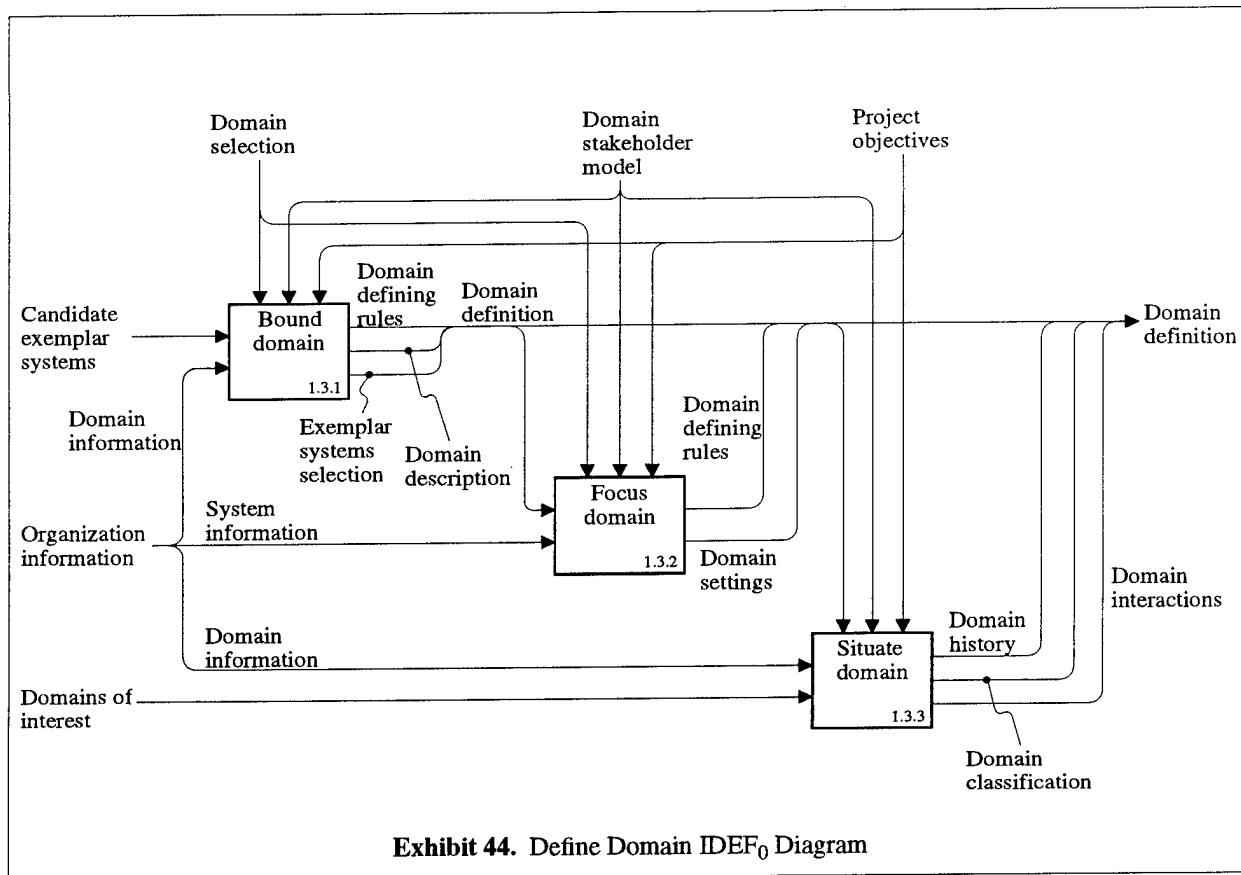 Domain
selection
Domain
stakeholder
model
Project
objectives
Candidate
exemplar
systems
Bound
domain
1.3.1
Domain
defining
rules
Domain
definition
Domain
definition
Domain
information
Exemplar
systems
selection
Domain
description
Domain
defining
rules
Organization
information
System
information
Focus
domain
1.3.2
Domain
settings
Domain
interactions
Domain
information
Domains of
interest
Situate
domain
1.3.3
Domain
history
Domain
classification
Exhibit 44. Define Domain IDEF0 Diagram